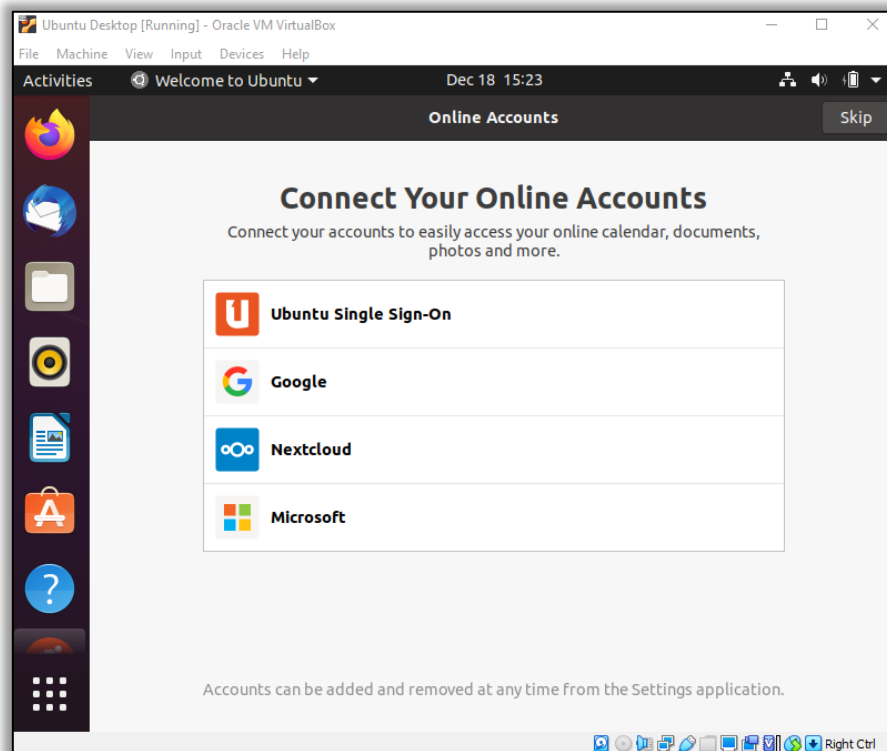 Ubuntu Desktop [Running] - Oracle VM VirtualBox
File Machine View Input Devices Help
Activities Welcome to Ubuntu Dec 18 15:23
Online Accounts Skip
Connect Your Online Accounts
Connect your accounts to easily access your online calendar, documents,
photos and more.
Ubuntu Single Sign-On
Google
Nextcloud
Microsoft
Accounts can be added and removed at any time from the Settings application.
Right Ctrl